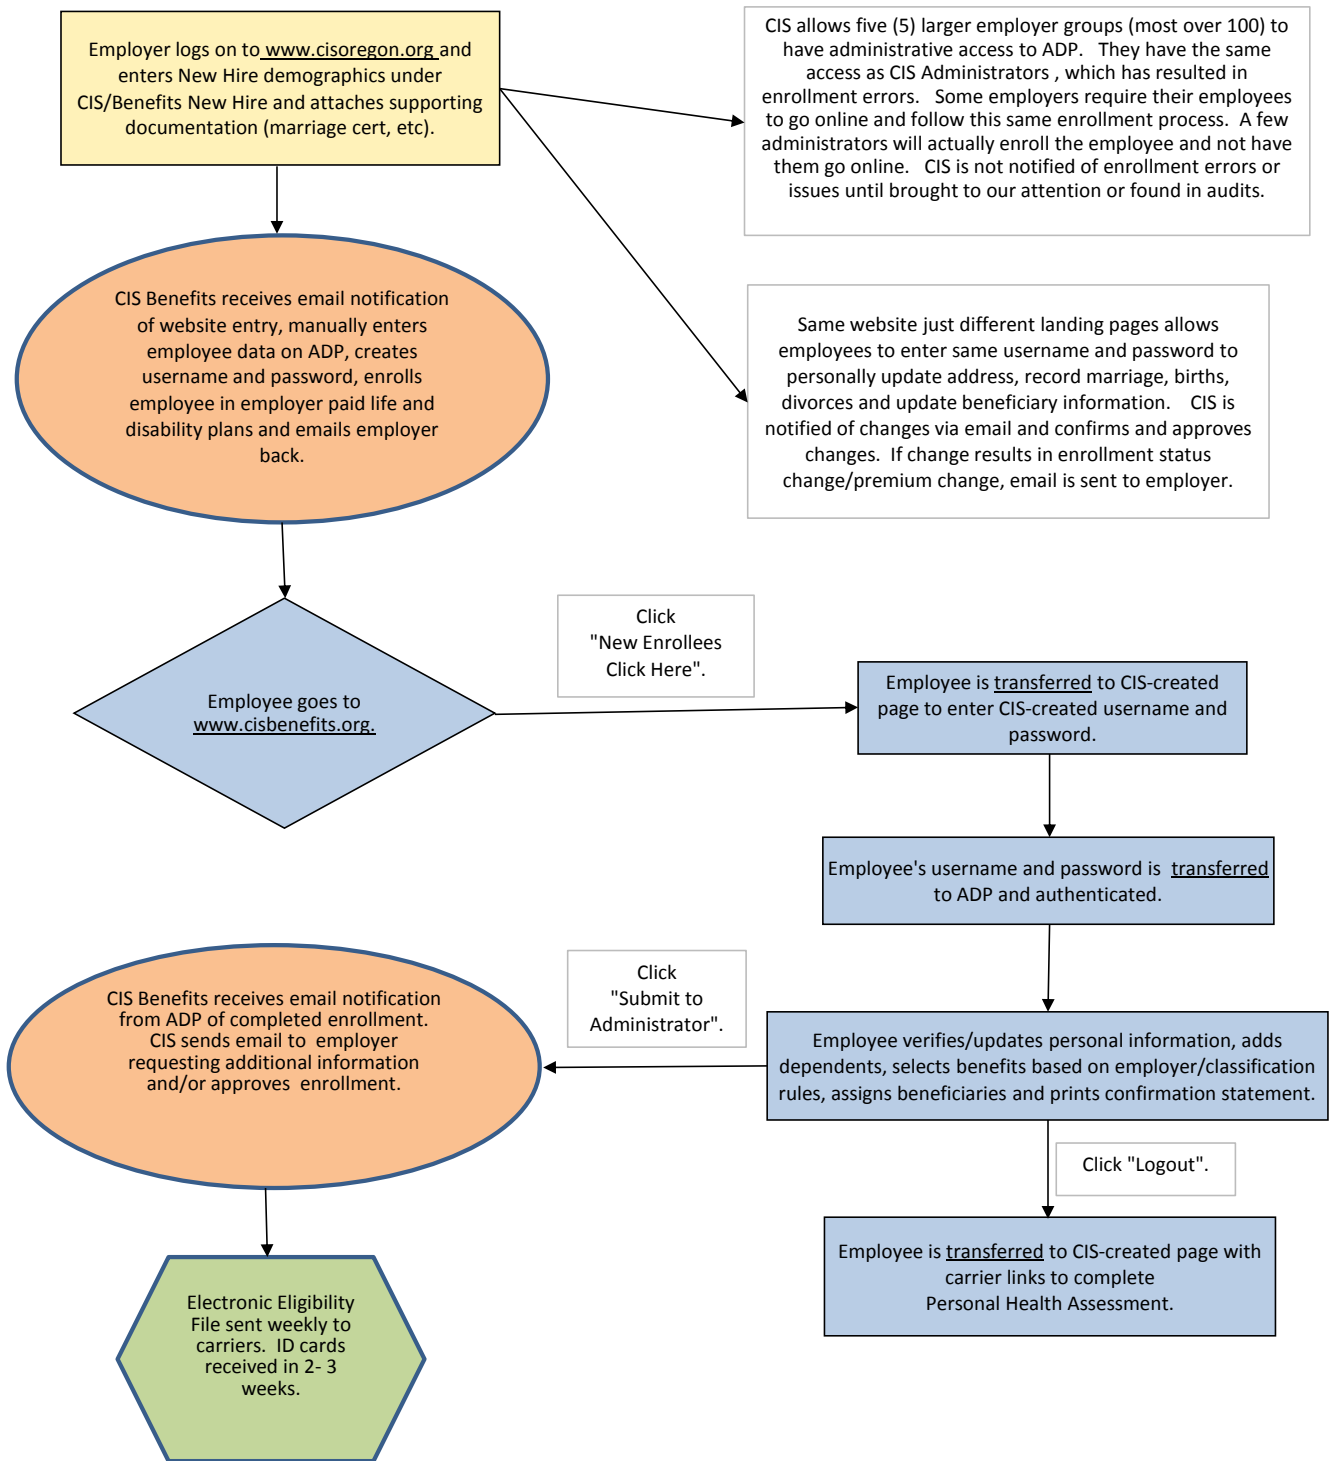 Employer logs on to www.cisoregon.org and
enters New Hire demographics under
CIS/Benefits New Hire and attaches supporting
documentation (marriage cert, etc).
CIS allows five (5) larger employer groups (most over 100) to
have administrative access to ADP. They have the same
access as CIS Administrators , which has resulted in
enrollment errors. Some employers require their employees
to go online and follow this same enrollment process. A few
administrators will actually enroll the employee and not have
them go online. CIS is not notified of enrollment errors or
issues until brought to our attention or found in audits.
CIS Benefits receives email notification
of website entry, manually enters
employee data on ADP, creates
username and password, enrolls
employee in employer paid life and
disability plans and emails employer
back.
Same website just different landing pages allows
employees to enter same username and password to
personally update address, record marriage, births,
divorces and update beneficiary information. CIS is
notified of changes via email and confirms and approves
changes. If change results in enrollment status
change/premium change, email is sent to employer.
Employee goes to
www.cisbenefits.org.
Click
"New Enrollees
Click Here".
Employee is transferred to CIS-created
page to enter CIS-created username and
password.
Employee's username and password is transferred
to ADP and authenticated.
Employee verifies/updates personal information, adds
dependents, selects benefits based on employer/classification
rules, assigns beneficiaries and prints confirmation statement.
Click
"Submit to
Administrator".
CIS Benefits receives email notification
from ADP of completed enrollment.
CIS sends email to employer
requesting additional information
and/or approves enrollment.
Click "Logout".
Employee is transferred to CIS-created page with
carrier links to complete
Personal Health Assessment.
Electronic Eligibility
File sent weekly to
carriers. ID cards
received in 2- 3
weeks.